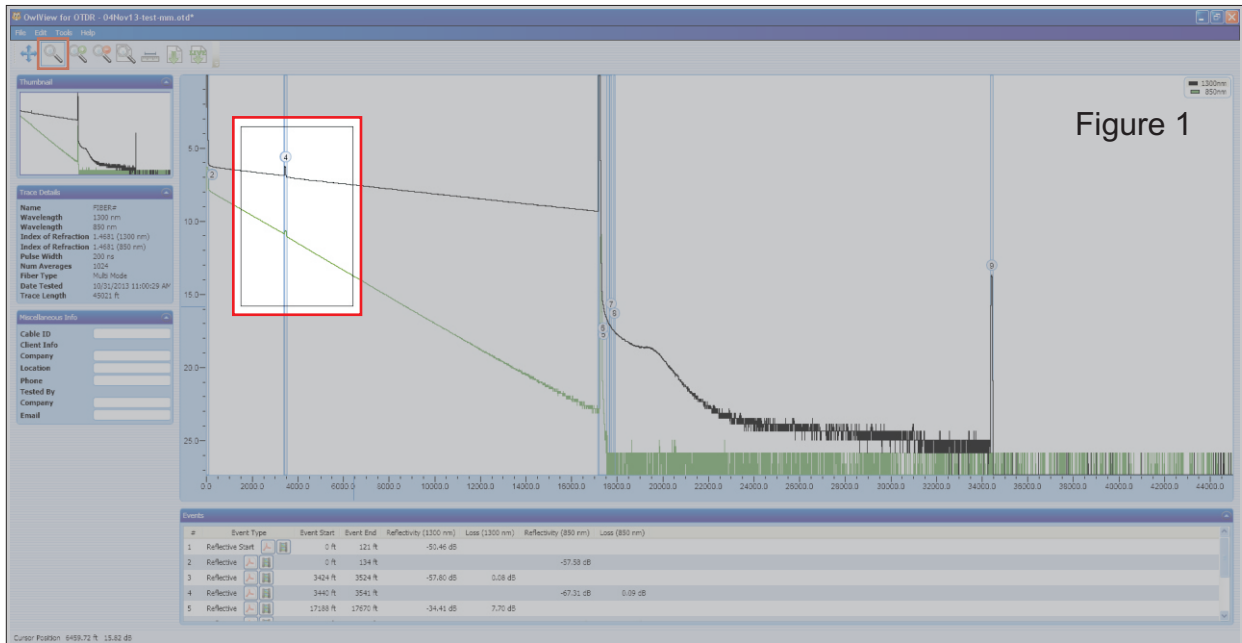 OwlView for OTDR - 04Nov13-test-mm.otd*
File Edit Tools Help
Thumbnail
Trace Details
Name FIBER#
Wavelength 1300 nm
Wavelength 850 nm
Index of Refraction 1.4681 (1300 nm)
Index of Refraction 1.4681 (850 nm)
Pulse Width 200 ns
Num Averages 1024
Fiber Type Multi Mode
Date Tested 10/31/2013 11:00:29 AM
Trace Length 45021 ft
Miscellaneous Info
Cable ID
Client Info
Company
Location
Phone
Tested By
Company
Email
1300nm
850nm
Figure 1
5.0
10.0
15.0
20.0
25.0
2
4
7
8
6
5
9
0.0 2000.0 4000.0 6000.0 8000.0 10000.0 12000.0 14000.0 16000.0 18000.0 20000.0 22000.0 24000.0 26000.0 28000.0 30000.0 32000.0 34000.0 36000.0 38000.0 40000.0 42000.0 44000.0
Events
# Event Type Event Start Event End Reflectivity (1300 nm) Loss (1300 nm) Reflectivity (850 nm) Loss (850 nm)
1 Reflective Start 0 ft 121 ft -50.46 dB
2 Reflective 0 ft 134 ft -57.58 dB
3 Reflective 3424 ft 3524 ft -57.80 dB 0.08 dB
4 Reflective 3440 ft 3541 ft -67.31 dB 0.09 dB
5 Reflective 17188 ft 17670 ft -34.41 dB 7.70 dB
Cursor Position 6459.72 ft 15.82 dB